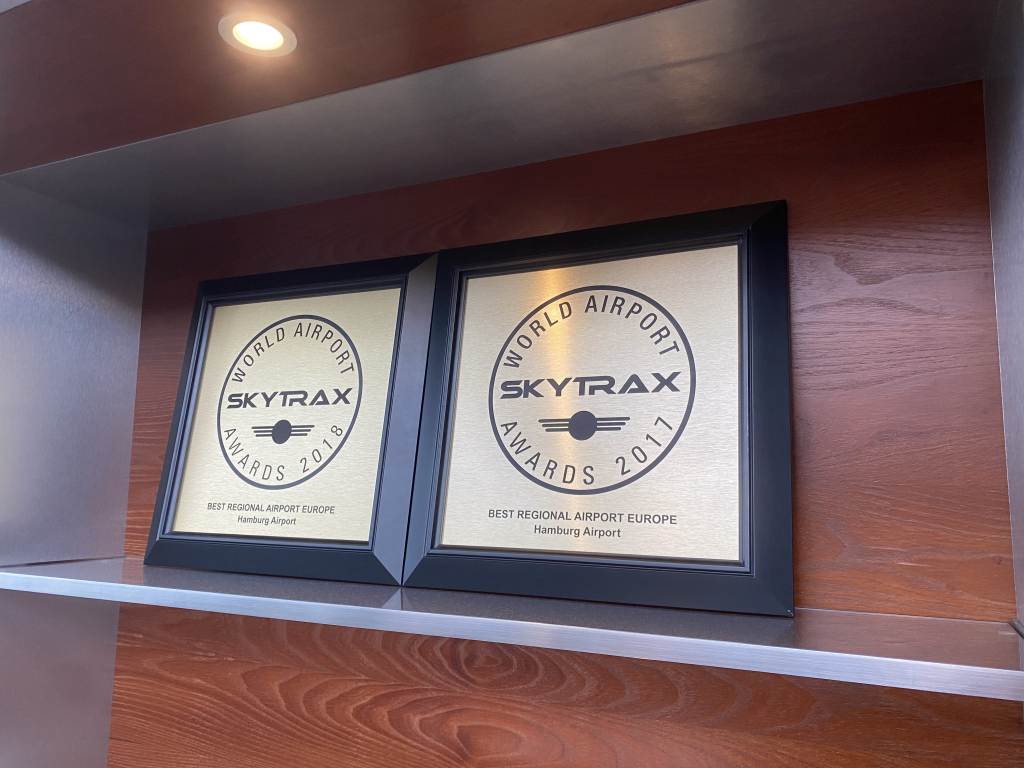 WORLD AIRPORT
SKYTRAX
AWARDS 2018
BEST REGIONAL AIRPORT EUROPE
Hamburg Airport
WORLD AIRPORT
SKYTRAX
AWARDS 2017
BEST REGIONAL AIRPORT EUROPE
Hamburg Airport